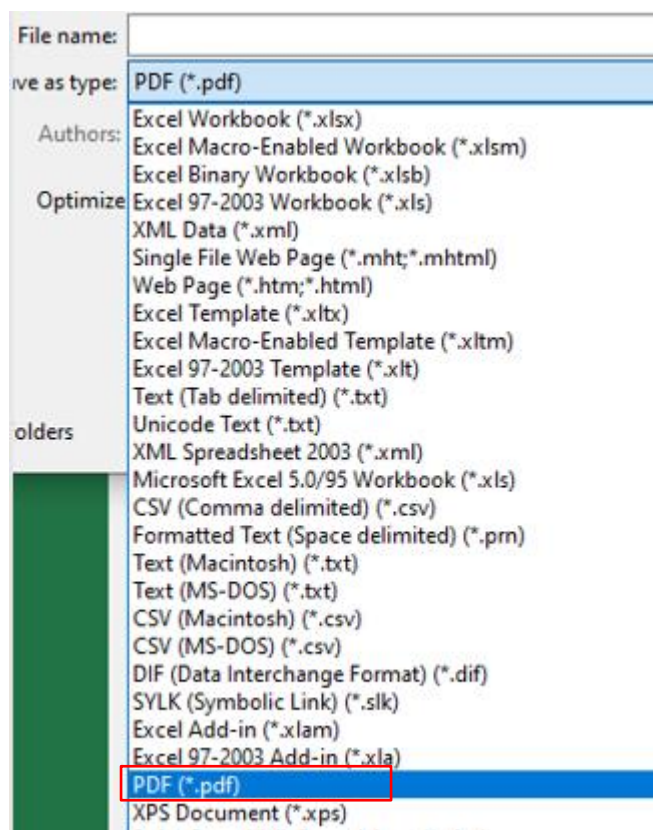 File name:
ve as type: PDF (*.pdf)
Authors:
Excel Workbook (*.xlsx)
Excel Macro-Enabled Workbook (*.xlsm)
Excel Binary Workbook (*.xlsb)
Optimize
Excel 97-2003 Workbook (*.xls)
XML Data (*.xml)
Single File Web Page (*.mht;*.mhtml)
Web Page (*.htm;*.html)
Excel Template (*.xltx)
Excel Macro-Enabled Template (*.xltm)
Excel 97-2003 Template (*.xlt)
Text (Tab delimited) (*.txt)
Unicode Text (*.txt)
olders
XML Spreadsheet 2003 (*.xml)
Microsoft Excel 5.0/95 Workbook (*.xls)
CSV (Comma delimited) (*.csv)
Formatted Text (Space delimited) (*.prn)
Text (Macintosh) (*.txt)
Text (MS-DOS) (*.txt)
CSV (Macintosh) (*.csv)
CSV (MS-DOS) (*.csv)
DIF (Data Interchange Format) (*.dif)
SYLK (Symbolic Link) (*.slk)
Excel Add-in (*.xlam)
Excel 97-2003 Add-in (*.xla)
PDF (*.pdf)
XPS Document (*.xps)